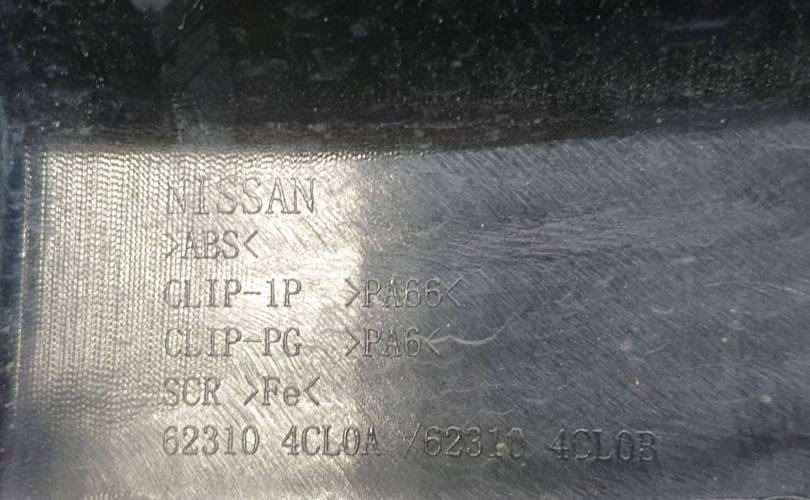 NISSAN
>ABS<
CLIP-1P >PA66<
CLIP-PG >PA6<
SCR >Fe<
62310 4CL0A /62310 4CL0B